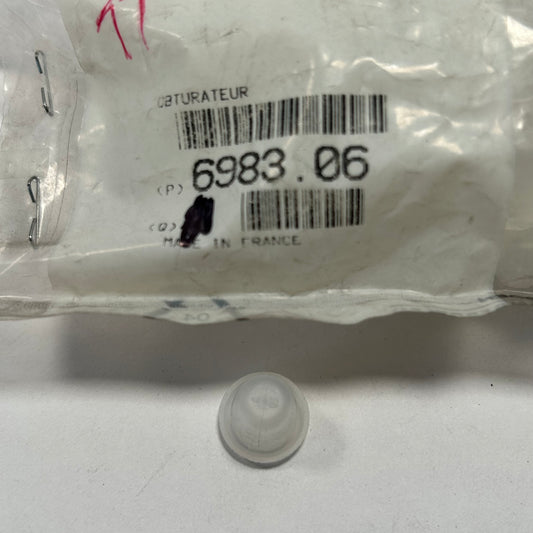 OBTURATEUR
(P) 6983.06
(Q)
MADE IN FRANCE